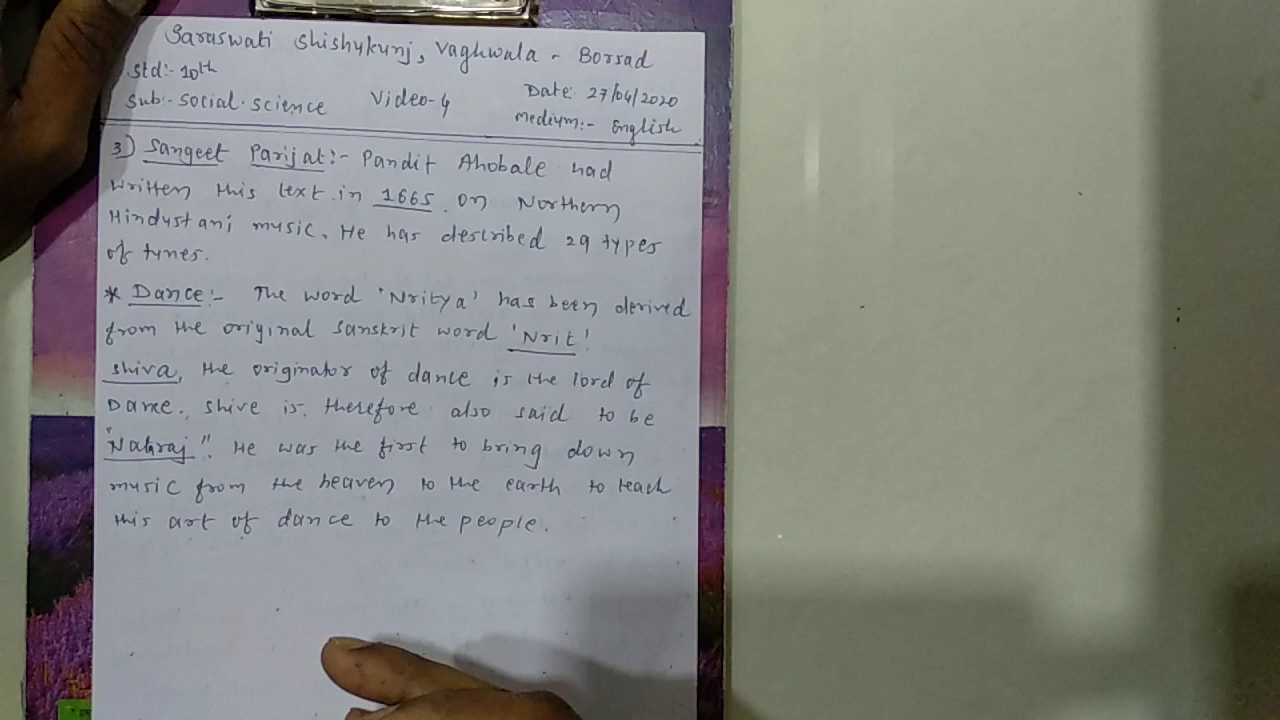 Saraswati Shishukunj, Vaghwala - Borsad
Std:- 10th
Sub:- Social science Video-4 Date: 27/04/2020
Medium:- English
3) Sangeet Parijat:- Pandit Ahobale had
written this text in 1665 on Northern
Hindustani music. He has described 29 types
of tunes.
* Dance:- The word 'Nritya' has been derived
from the original Sanskrit word 'Nrit'.
Shiva, the originator of dance is the lord of
Dance. Shive is therefore also said to be
"Natraj". He was the first to bring down
music from the heaven to the earth to teach
this art of dance to the people.